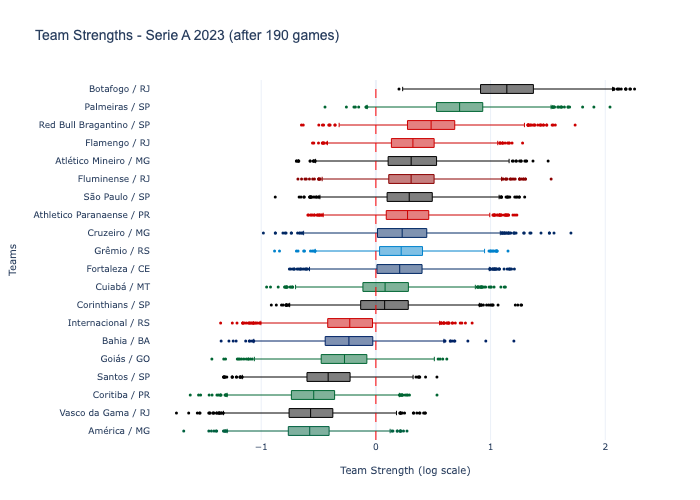 Team Strengths - Serie A 2023 (after 190 games)
Botafogo / RJ
Palmeiras / SP
Red Bull Bragantino / SP
Flamengo / RJ
Atlético Mineiro / MG
Fluminense / RJ
São Paulo / SP
Athletico Paranaense / PR
Cruzeiro / MG
Grêmio / RS
Fortaleza / CE
Cuiabá / MT
Corinthians / SP
Internacional / RS
Bahia / BA
Goiás / GO
Santos / SP
Coritiba / PR
Vasco da Gama / RJ
América / MG
Teams
−1 0 1 2
Team Strength (log scale)